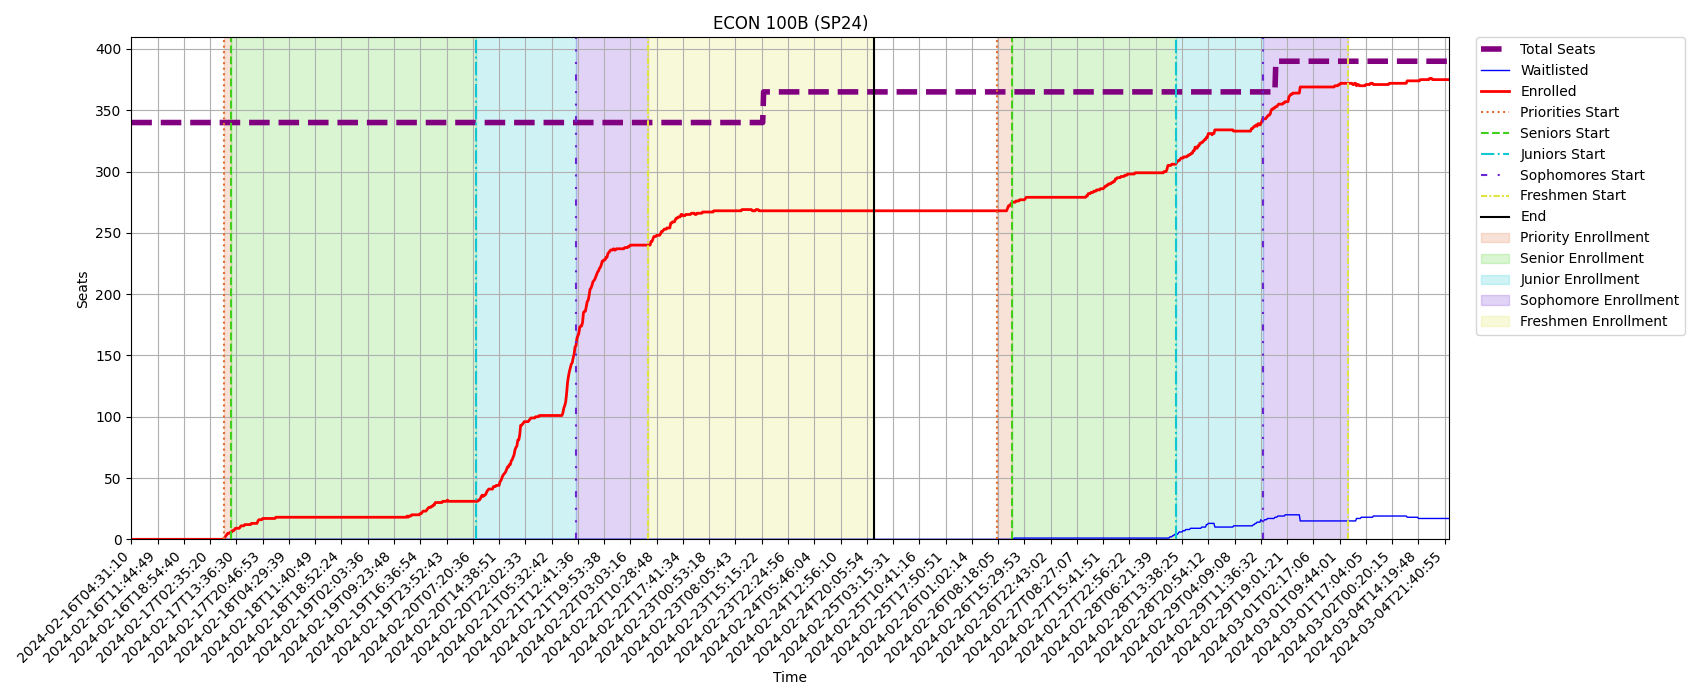 ECON 100B (SP24)
400
350
300
250
200
150
100
50
0
Seats
2024-02-16T04:31:10
2024-02-16T11:44:49
2024-02-16T18:54:40
2024-02-17T02:35:20
2024-02-17T13:36:30
2024-02-17T20:46:53
2024-02-18T04:29:39
2024-02-18T11:40:49
2024-02-18T18:52:24
2024-02-19T02:03:36
2024-02-19T09:23:48
2024-02-19T16:36:54
2024-02-19T23:52:43
2024-02-20T07:20:36
2024-02-20T14:38:51
2024-02-20T22:02:33
2024-02-21T05:32:42
2024-02-21T12:41:36
2024-02-21T19:53:38
2024-02-22T03:03:16
2024-02-22T10:28:48
2024-02-22T17:41:34
2024-02-23T00:53:18
2024-02-23T08:05:43
2024-02-23T15:15:22
2024-02-23T22:24:56
2024-02-24T05:46:04
2024-02-24T12:56:10
2024-02-24T20:05:54
2024-02-25T03:15:31
2024-02-25T10:41:16
2024-02-25T17:50:51
2024-02-26T01:02:14
2024-02-26T08:18:05
2024-02-26T15:29:53
2024-02-26T22:43:02
2024-02-27T08:27:07
2024-02-27T15:41:51
2024-02-27T22:56:22
2024-02-28T06:21:39
2024-02-28T13:38:25
2024-02-28T20:54:12
2024-02-29T04:09:08
2024-02-29T11:36:32
2024-02-29T19:01:21
2024-03-01T02:17:06
2024-03-01T09:44:01
2024-03-01T17:04:05
2024-03-02T00:20:15
2024-03-04T14:19:48
2024-03-04T21:40:55
Time
Total Seats
Waitlisted
Enrolled
Priorities Start
Seniors Start
Juniors Start
Sophomores Start
Freshmen Start
End
Priority Enrollment
Senior Enrollment
Junior Enrollment
Sophomore Enrollment
Freshmen Enrollment